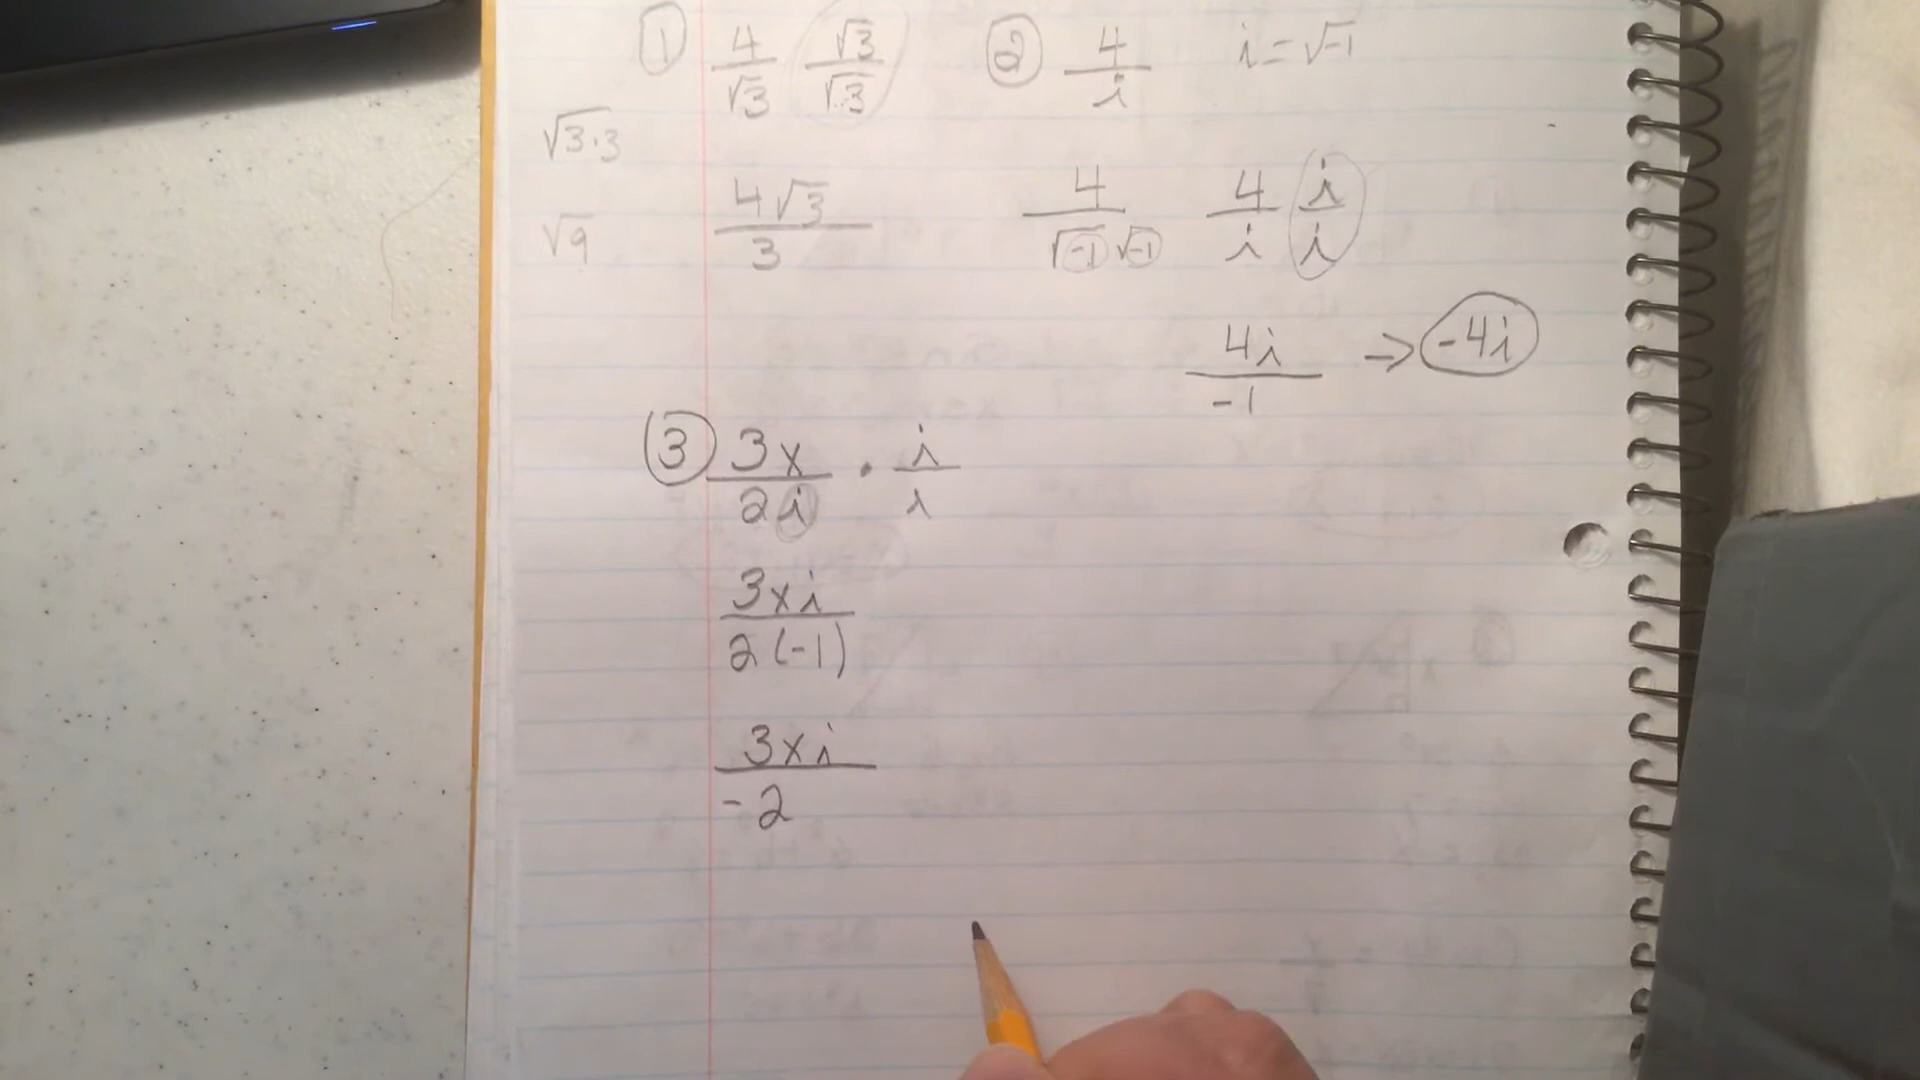 ① 4/√3 √3/√3
√3·3
√9
4√3/3
② 4/i i=√-1
4/√-1√-1 4/i i/i
4i/-1 → -4i
③ 3x/2i · i/i
3xi/2(-1)
3xi/-2